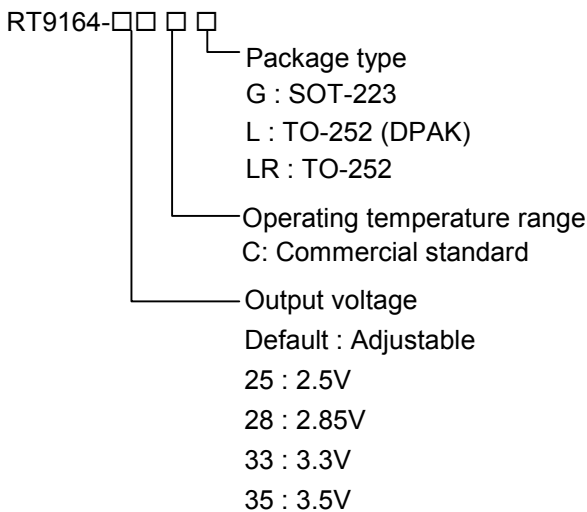 RT9164-□□ □ □
Package type
G : SOT-223
L : TO-252 (DPAK)
LR : TO-252
Operating temperature range
C: Commercial standard
Output voltage
Default : Adjustable
25 : 2.5V
28 : 2.85V
33 : 3.3V
35 : 3.5V